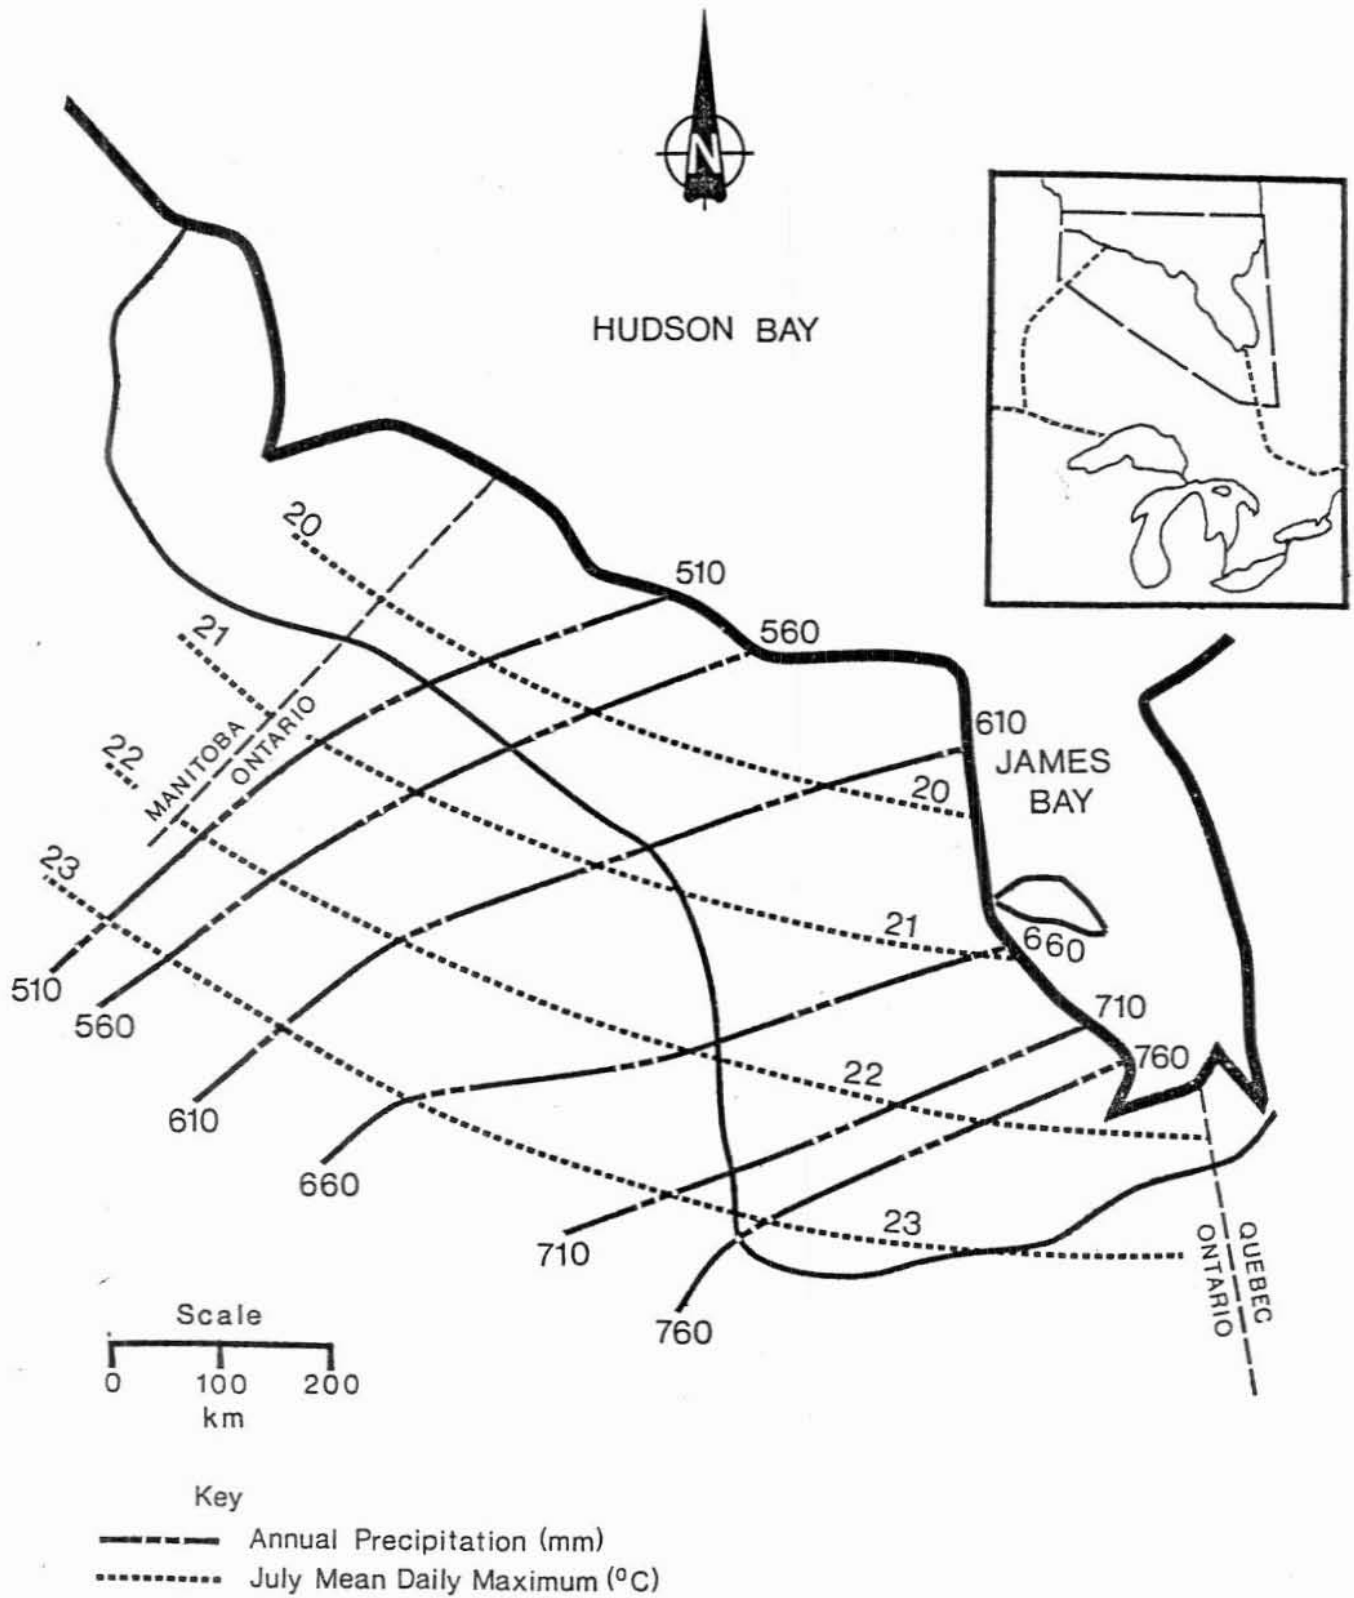 N
HUDSON BAY
20
510
21
560
MANITOBA
ONTARIO
610
22
JAMES
BAY
20
23
21
660
510
560
710
760
22
610
660
23
710
QUEBEC
ONTARIO
760
Scale
0 100 200
km
Key
Annual Precipitation (mm)
July Mean Daily Maximum (°C)